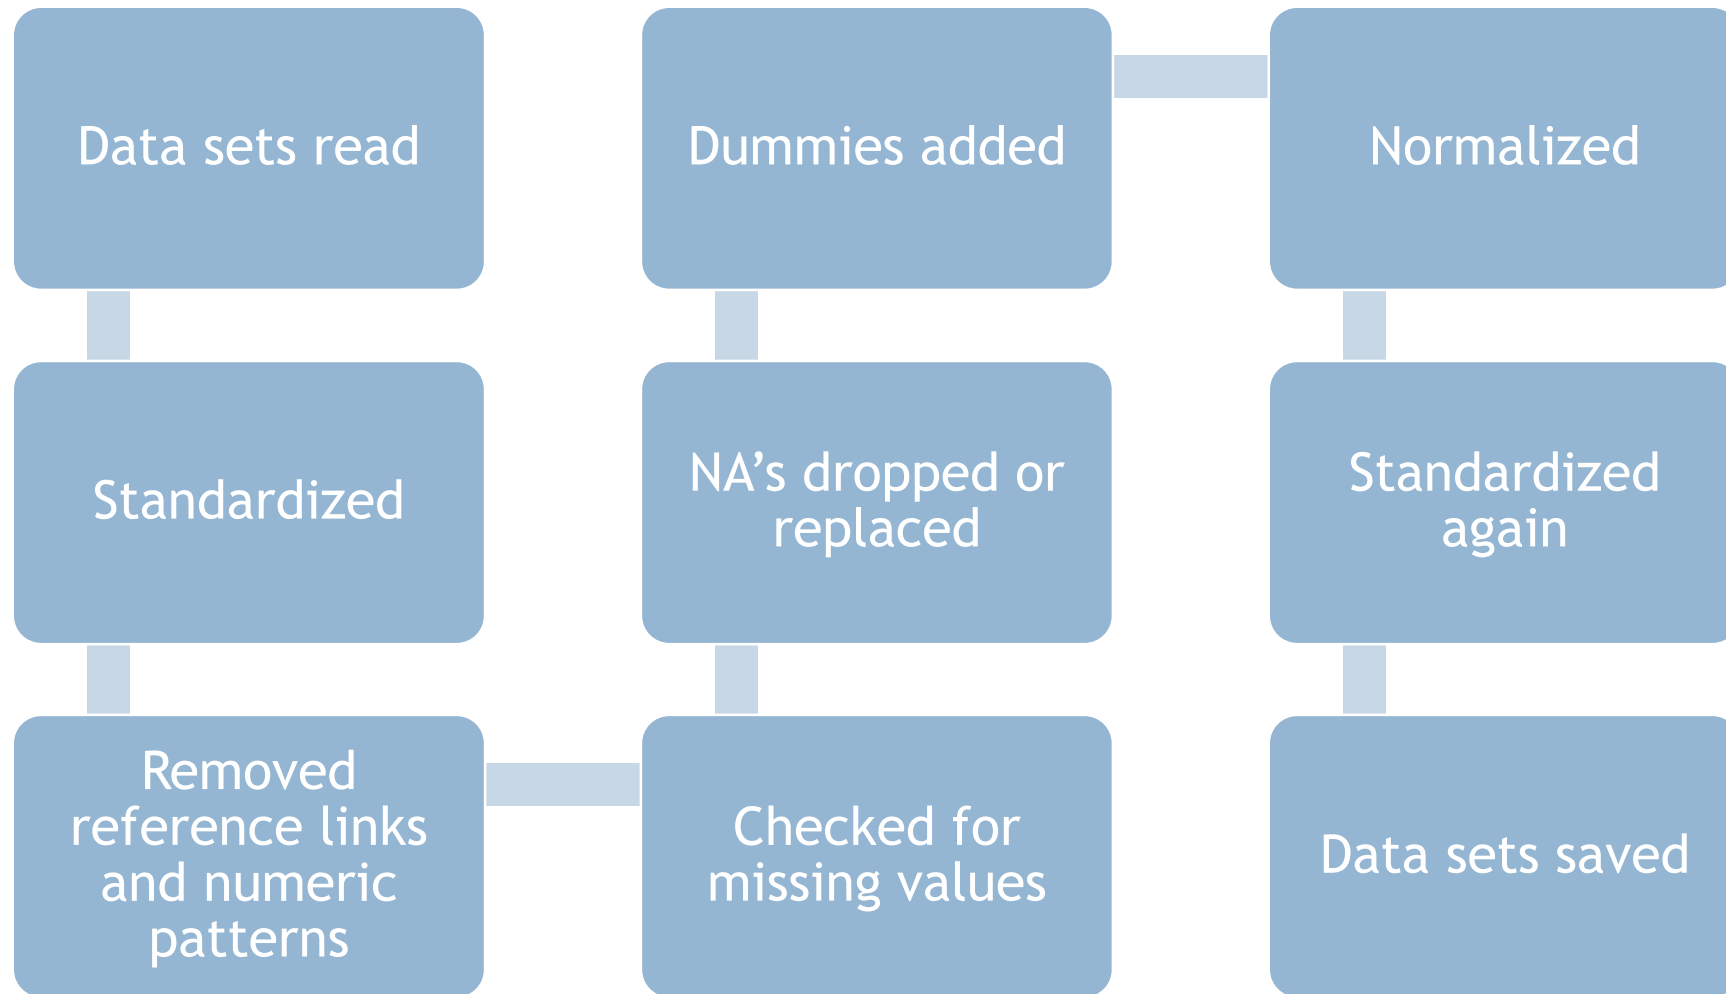 Data sets read
Standardized
Removed
reference links
and numeric
patterns
Checked for
missing values
NA’s dropped or
replaced
Dummies added
Normalized
Standardized
again
Data sets saved